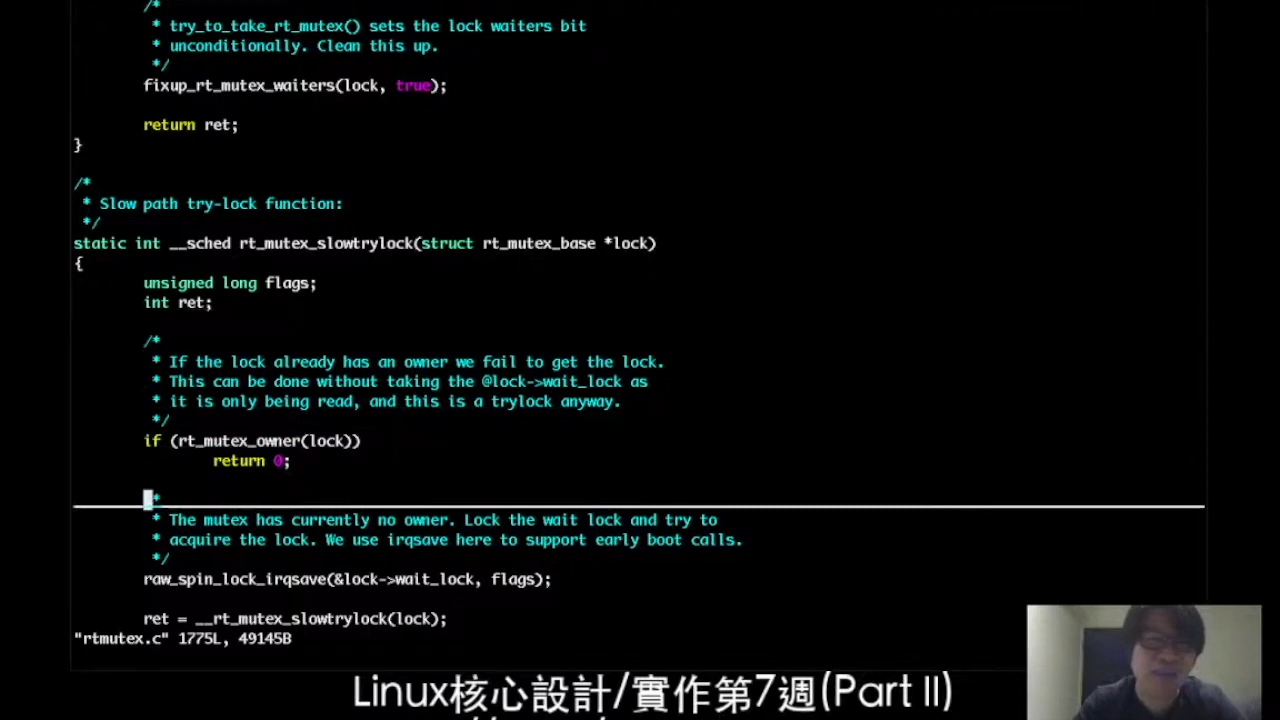 /*
* try_to_take_rt_mutex() sets the lock waiters bit
* unconditionally. Clean this up.
*/
fixup_rt_mutex_waiters(lock, true);
return ret;
}
/*
* Slow path try-lock function:
*/
static int __sched rt_mutex_slowtrylock(struct rt_mutex_base *lock)
{
unsigned long flags;
int ret;
/*
* If the lock already has an owner we fail to get the lock.
* This can be done without taking the @lock->wait_lock as
* it is only being read, and this is a trylock anyway.
*/
if (rt_mutex_owner(lock))
return 0;
*
* The mutex has currently no owner. Lock the wait lock and try to
* acquire the lock. We use irqsave here to support early boot calls.
*/
raw_spin_lock_irqsave(&lock->wait_lock, flags);
ret = __rt_mutex_slowtrylock(lock);
"rtmutex.c" 1775L, 49145B
Linux核心設計/實作第7週(Part II)